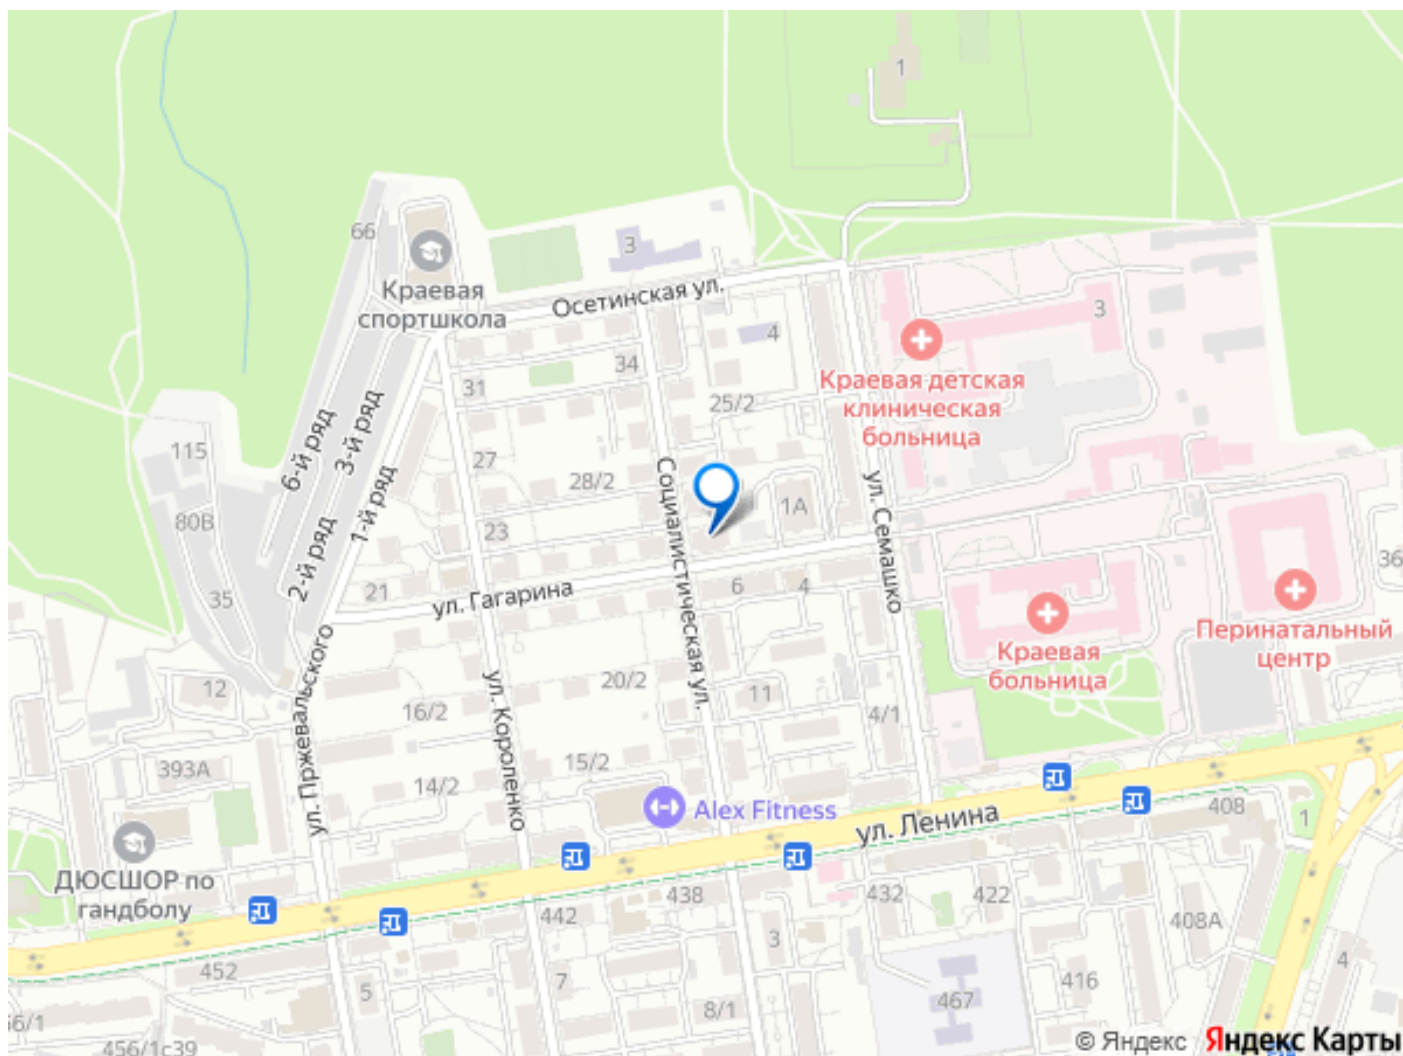 1
66
Краевая
спортшкола
3
Осетинская ул.
4
3
34
31
25/2
Краевая детская
клиническая
больница
6-й ряд
3-й ряд
1-й ряд
2-й ряд
115
80В
35
27
28/2
23
21
Социалистическая ул.
1А
ул. Семашко
ул. Гагарина
6
4
36
Краевая
больница
Перинатальный
центр
12
ул. Пржевальского
16/2
ул. Короленко
20/2
11
4/1
393А
14/2
15/2
Alex Fitness
ул. Ленина
408
1
ДЮСШОР по
гандболу
438
432
422
442
408А
452
5
7
3
8/1
467
416
4
56/1
456/1с39
© Яндекс Яндекс Карты